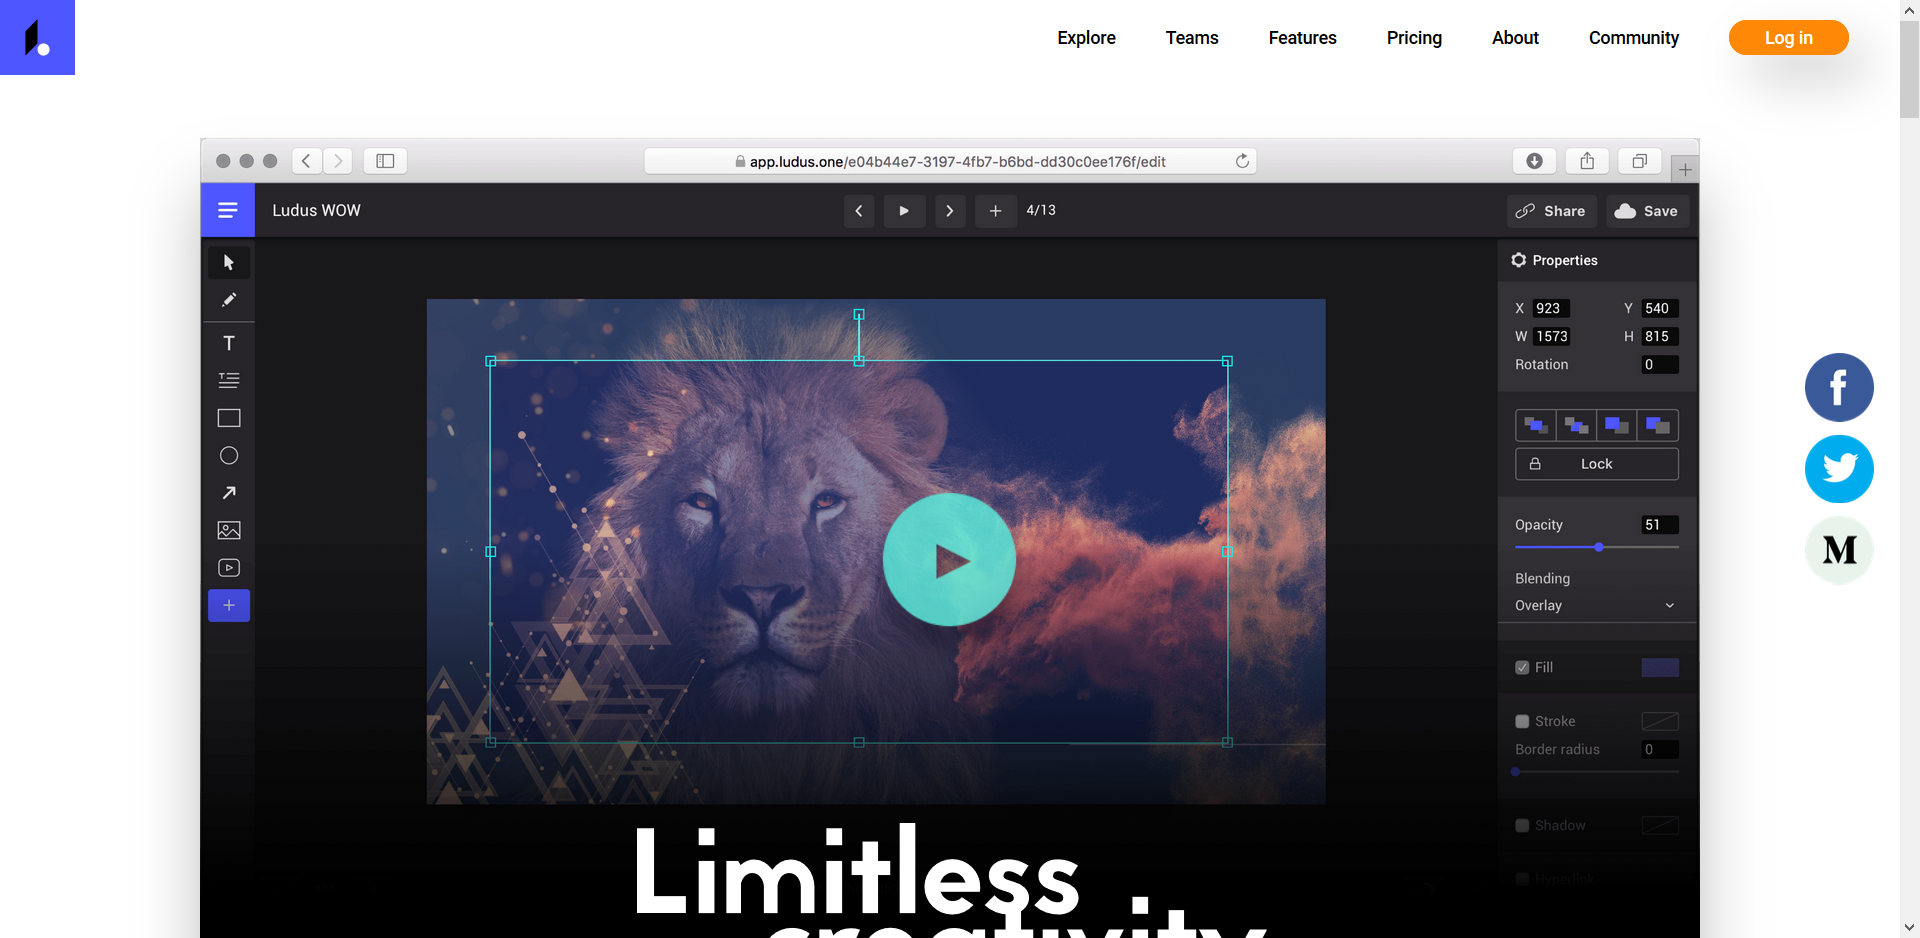 Explore Teams Features Pricing About Community Log in
app.ludus.one/e04b44e7-3197-4fb7-b6bd-dd30c0ee176f/edit
Ludus WOW
4/13
Share Save
Properties
X 923 Y 540
W 1573 H 815
Rotation 0
Lock
Opacity 51
Blending
Overlay
Fill
Stroke
Border radius 0
Shadow
Hyperlink
T
M
Limitless
creativity